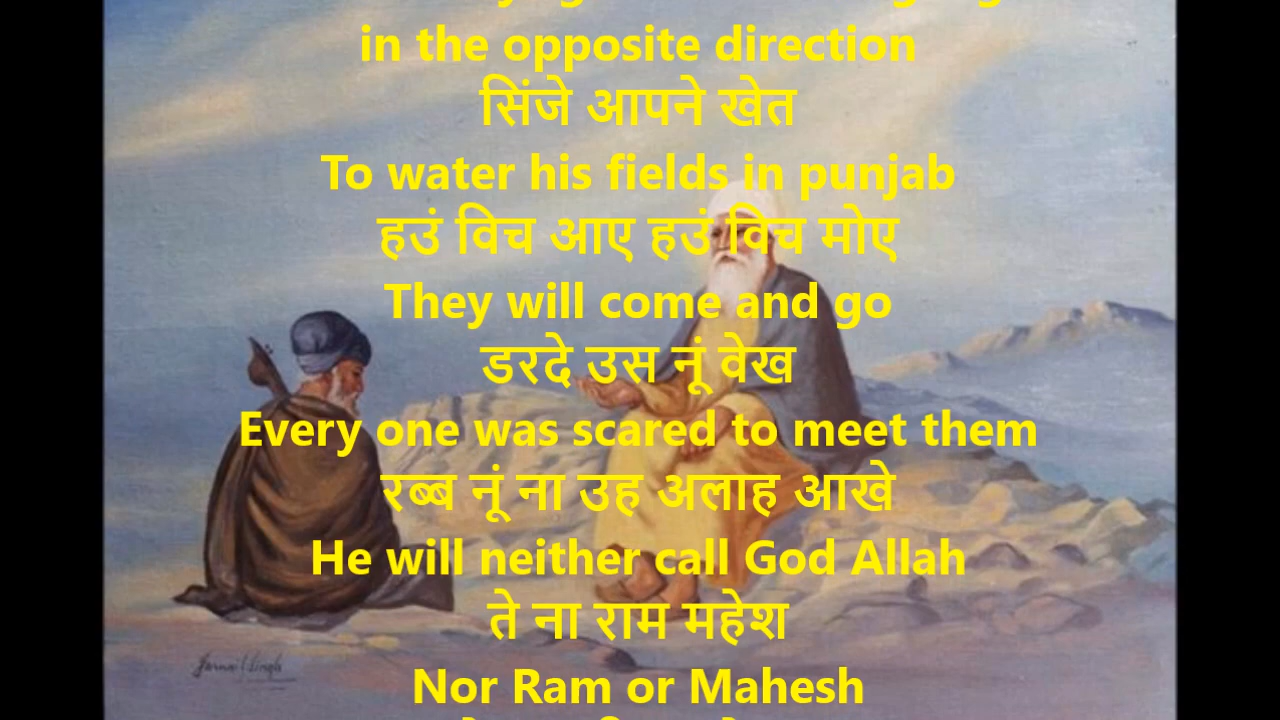 in the opposite direction
सिंजे आपने खेत
To water his fields in punjab
हउं विच आए हउं विच मोए
They will come and go
डरदे उस नूं वेख
Every one was scared to meet them
रब्ब नूं ना उह अलाह आखे
He will neither call God Allah
ते ना राम महेश
Nor Ram or Mahesh
Jarnail Singh